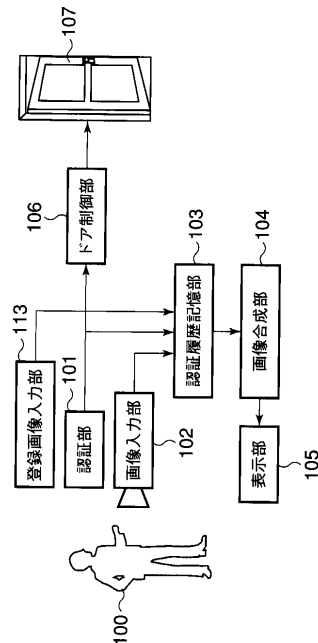 107
ドア制御部
106
113
登録画像入力部
101
認証部
画像入力部
102
103
認証履歴記憶部
104
画像合成部
表示部
105
100